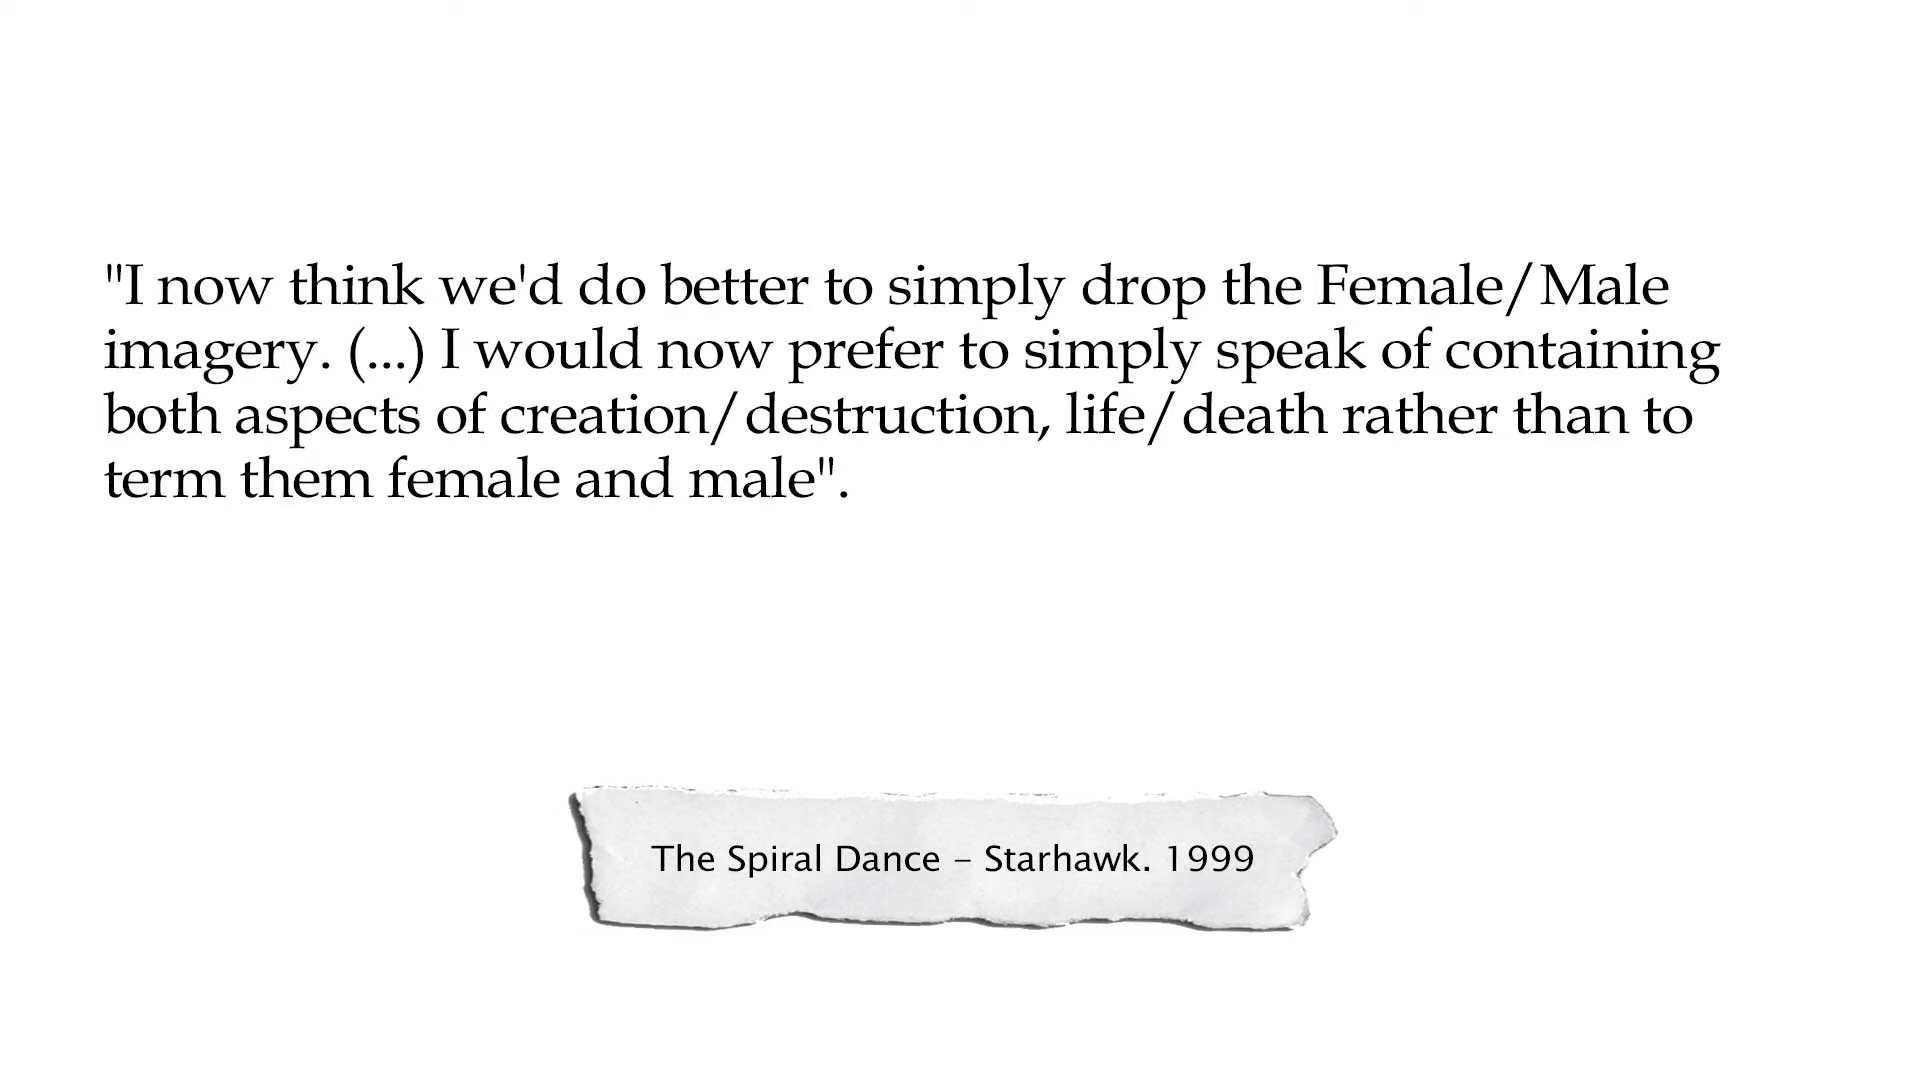 "I now think we'd do better to simply drop the Female/Male
imagery. (...) I would now prefer to simply speak of containing
both aspects of creation/destruction, life/death rather than to
term them female and male".
The Spiral Dance – Starhawk. 1999